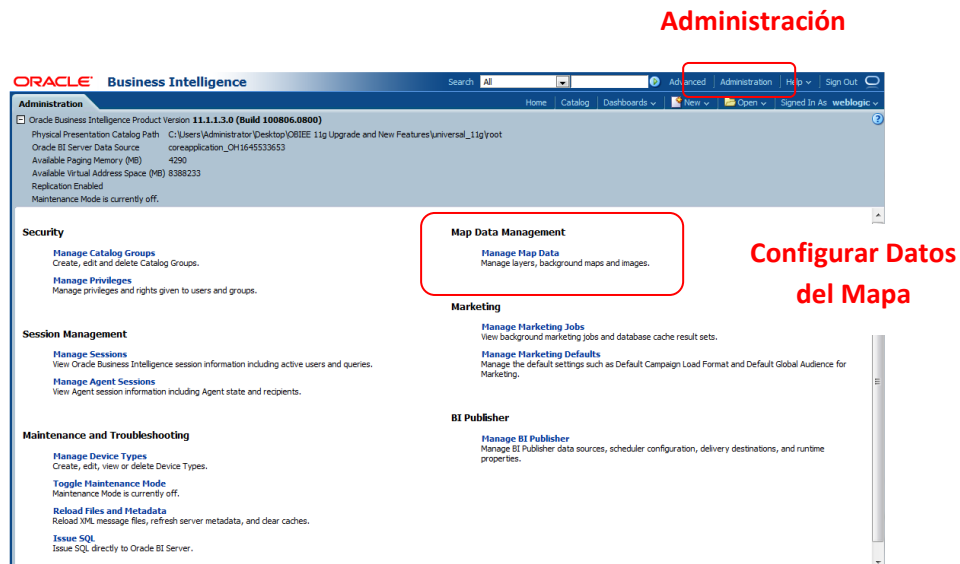 Administración
ORACLE Business Intelligence
Search All Advanced Administration Help Sign Out
Administration
Home Catalog Dashboards New Open Signed In As weblogic
Oracle Business Intelligence Product Version 11.1.1.3.0 (Build 100806.0800)
Physical Presentation Catalog Path C:\Users\Administrator\Desktop\OBIEE 11g Upgrade and New Features\universal_11g\root
Oracle BI Server Data Source coreapplication_OH1645533653
Available Paging Memory (MB) 4290
Available Virtual Address Space (MB) 8388233
Replication Enabled
Maintenance Mode is currently off.
Security
Manage Catalog Groups
Create, edit and delete Catalog Groups.
Manage Privileges
Manage privileges and rights given to users and groups.
Session Management
Manage Sessions
View Oracle Business Intelligence session information including active users and queries.
Manage Agent Sessions
View Agent session information including Agent state and recipients.
Maintenance and Troubleshooting
Manage Device Types
Create, edit, view or delete Device Types.
Toggle Maintenance Mode
Maintenance Mode is currently off.
Reload Files and Metadata
Reload XML message files, refresh server metadata, and clear caches.
Issue SQL
Issue SQL directly to Oracle BI Server.
Map Data Management
Manage Map Data
Manage layers, background maps and images.
Marketing
Manage Marketing Jobs
View background marketing jobs and database cache result sets.
Manage Marketing Defaults
Manage the default settings such as Default Campaign Load Format and Default Global Audience for
Marketing.
BI Publisher
Manage BI Publisher
Manage BI Publisher data sources, scheduler configuration, delivery destinations, and runtime
properties.
Configurar Datos
del Mapa